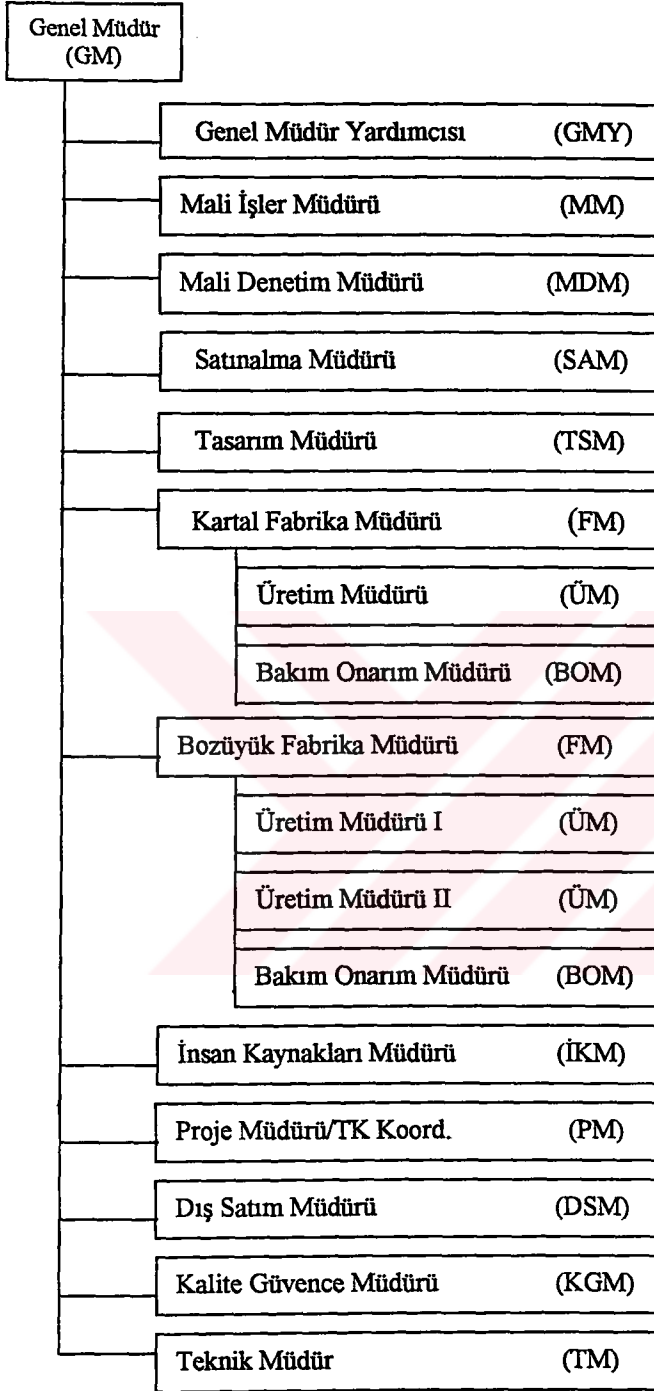 Genel Müdür
(GM)
Genel Müdür Yardımcısı (GMY)
Mali İşler Müdürü (MM)
Mali Denetim Müdürü (MDM)
Satınalma Müdürü (SAM)
Tasarım Müdürü (TSM)
Kartal Fabrika Müdürü (FM)
Üretim Müdürü (ÜM)
Bakım Onarım Müdürü (BOM)
Bozüyük Fabrika Müdürü (FM)
Üretim Müdürü I (ÜM)
Üretim Müdürü II (ÜM)
Bakım Onarım Müdürü (BOM)
İnsan Kaynakları Müdürü (İKM)
Proje Müdürü/TK Koord. (PM)
Dış Satım Müdürü (DSM)
Kalite Güvence Müdürü (KGM)
Teknik Müdür (TM)